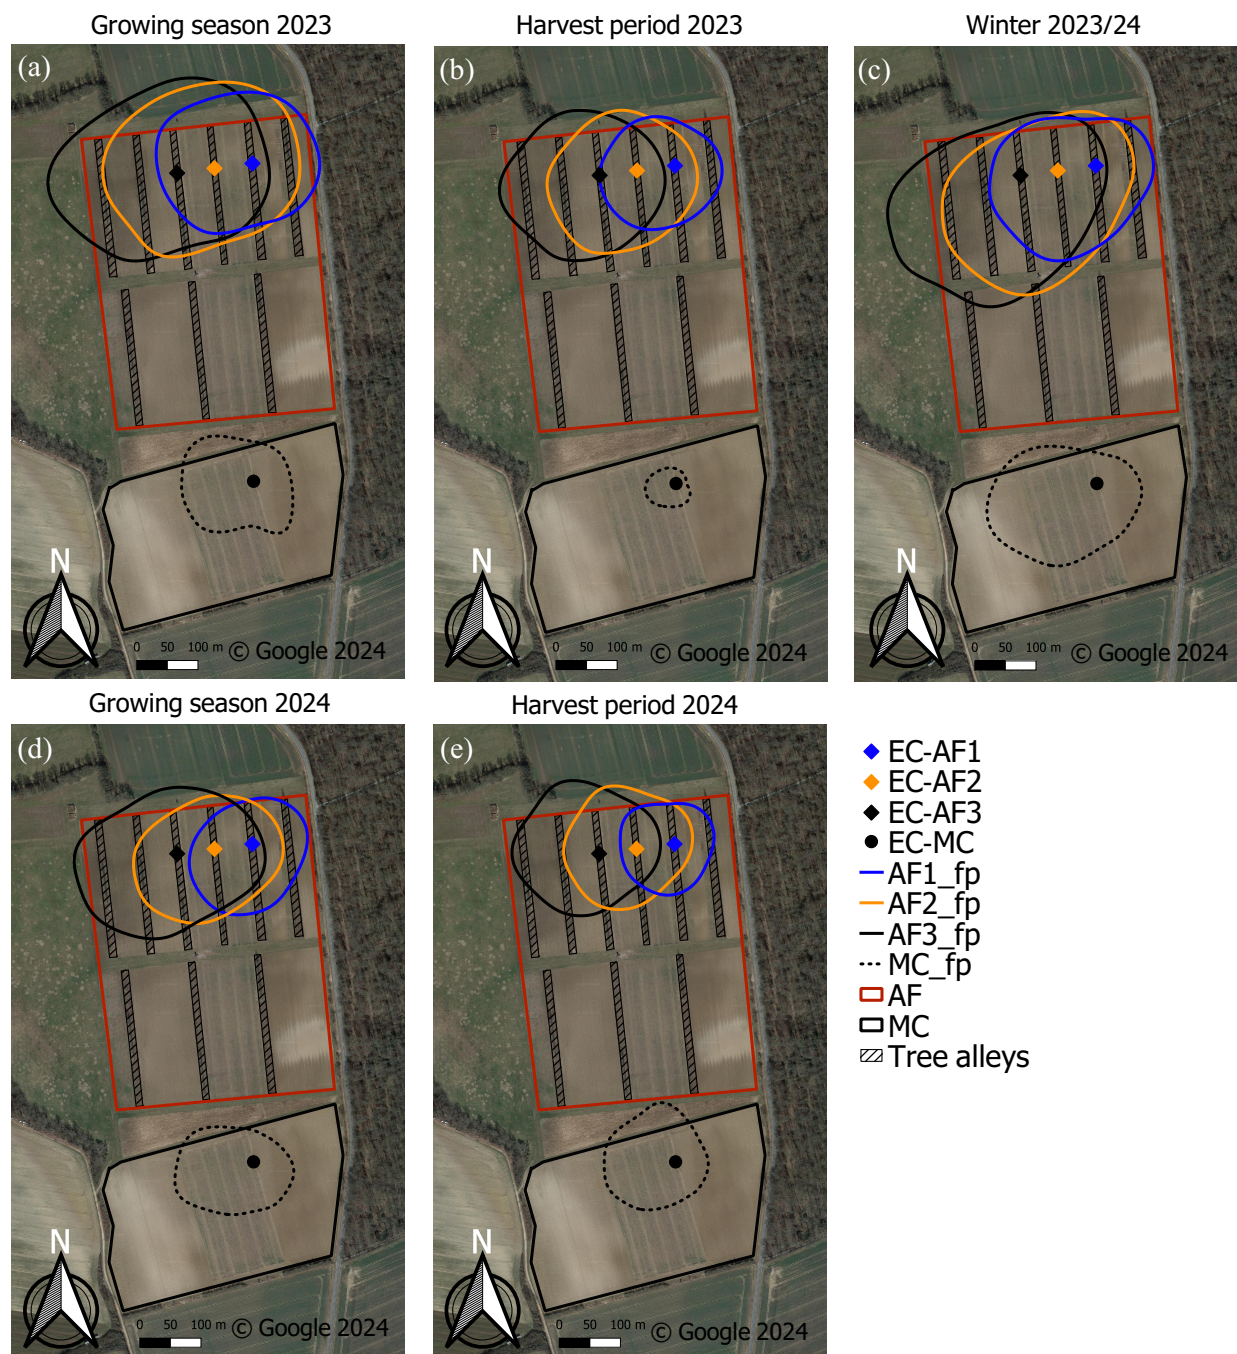 Growing season 2023
Harvest period 2023
Winter 2023/24
(a)
(b)
(c)
N
0 50 100 m
© Google 2024
N
0 50 100 m
© Google 2024
N
0 50 100 m
© Google 2024
Growing season 2024
Harvest period 2024
(d)
(e)
EC-AF1
EC-AF2
EC-AF3
EC-MC
AF1_fp
AF2_fp
AF3_fp
MC_fp
AF
MC
Tree alleys
N
0 50 100 m
© Google 2024
N
0 50 100 m
© Google 2024